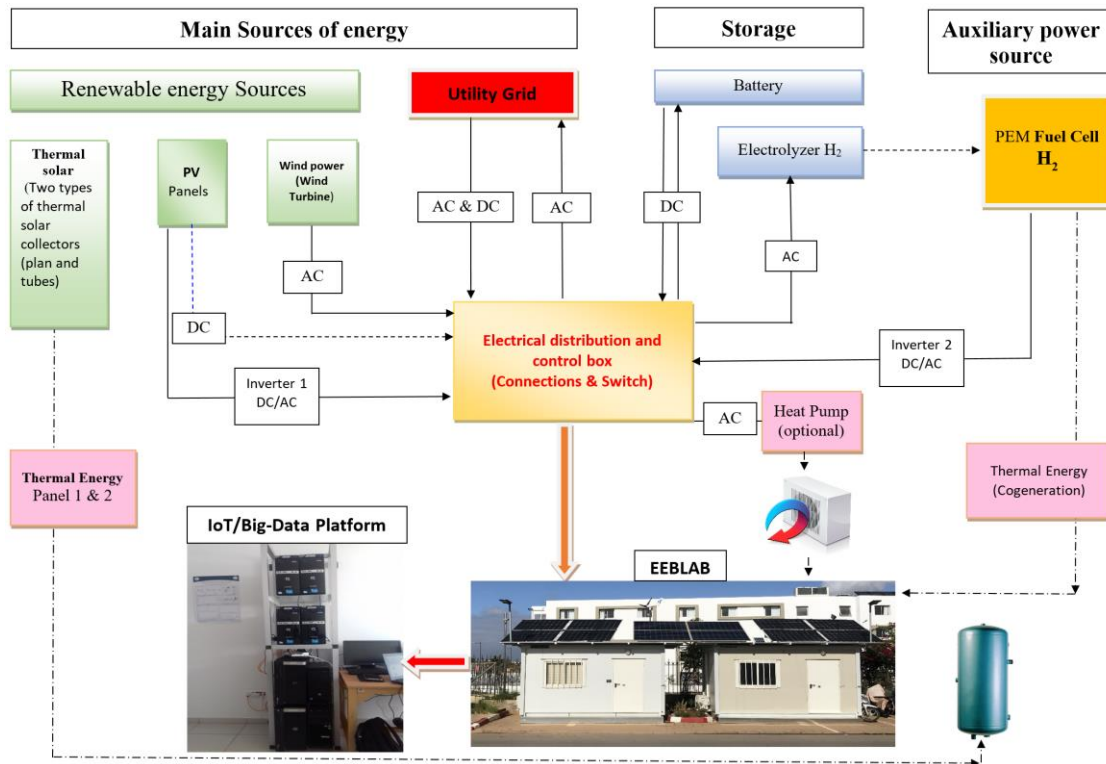 Main Sources of energy
Storage
Auxiliary power
source
Renewable energy Sources
Utility Grid
Battery
Electrolyzer H₂
PEM Fuel Cell
H₂
Thermal
solar
(Two types
of thermal
solar
collectors
(plan and
tubes)
PV
Panels
Wind power
(Wind
Turbine)
AC & DC
AC
DC
AC
AC
DC
Electrical distribution and
control box
(Connections & Switch)
Inverter 1
DC/AC
Inverter 2
DC/AC
AC
Heat Pump
(optional)
Thermal Energy
Panel 1 & 2
Thermal Energy
(Cogeneration)
IoT/Big-Data Platform
EEBLAB